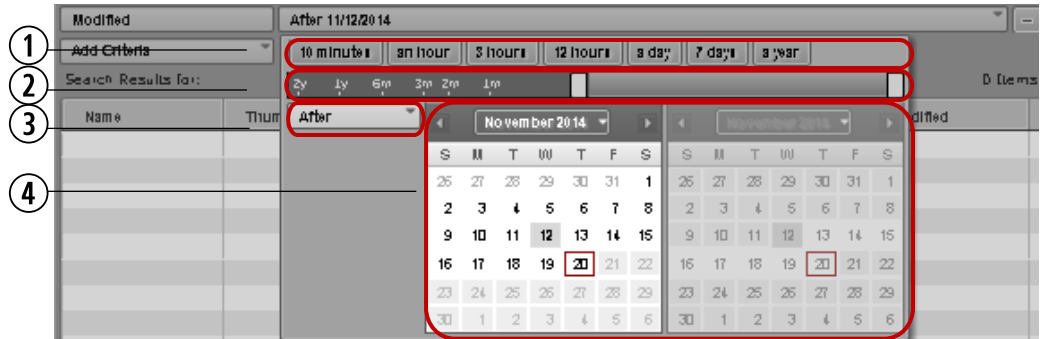 Modified After 11/12/2014
1 Add Criteria 10 minutes an hour 3 hours 12 hours a day 7 days a year
2 Search Results for: 2y 1y 6m 3m 2m 1m 0 Items
3 Name Thum After November 2014 November 2014 dified
S M T W T F S S M T W T F S
4 26 27 28 29 30 31 1 26 27 28 29 30 31 1
2 3 4 5 6 7 8 2 3 4 5 6 7 8
9 10 11 12 13 14 15 9 10 11 12 13 14 15
16 17 18 19 20 21 22 16 17 18 19 20 21 22
23 24 25 26 27 28 29 23 24 25 26 27 28 29
30 1 2 3 4 5 6 30 1 2 3 4 5 6